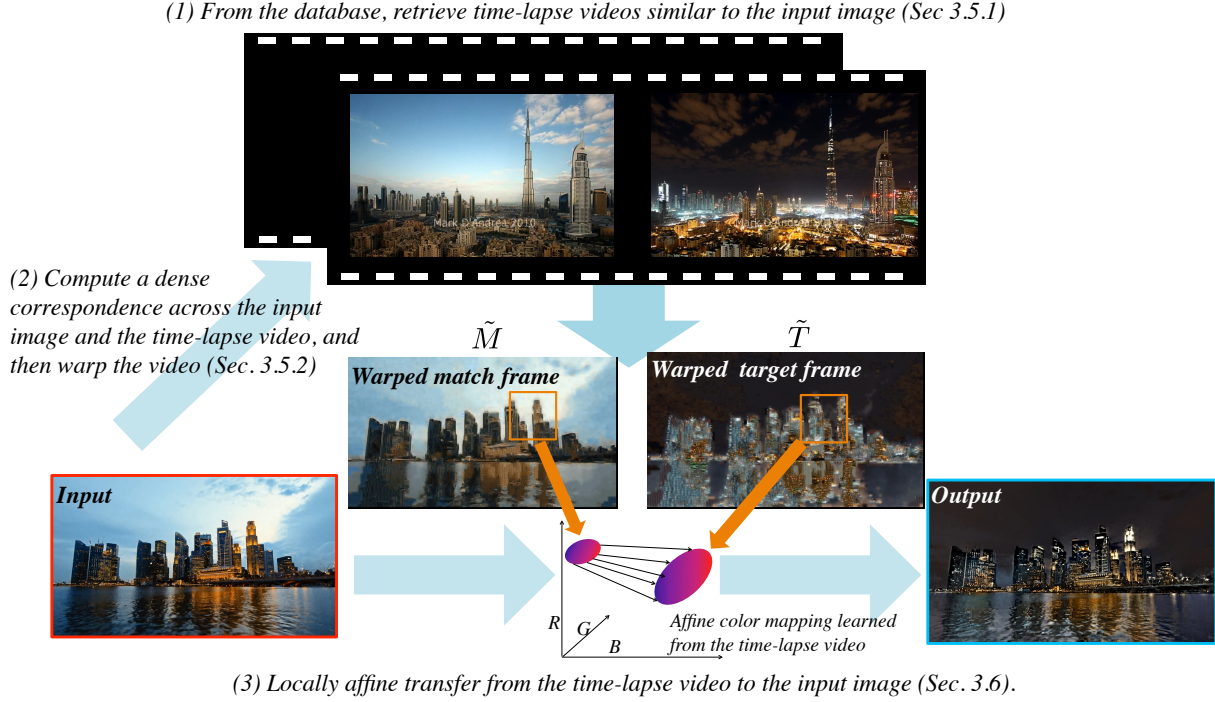 (1) From the database, retrieve time-lapse videos similar to the input image (Sec 3.5.1)
Mark D'Andrea 2010
(2) Compute a dense
correspondence across the input
image and the time-lapse video, and
then warp the video (Sec. 3.5.2)
M̃
T̃
Warped match frame
Warped target frame
Input
Output
R
G
B
Affine color mapping learned
from the time-lapse video
(3) Locally affine transfer from the time-lapse video to the input image (Sec. 3.6).